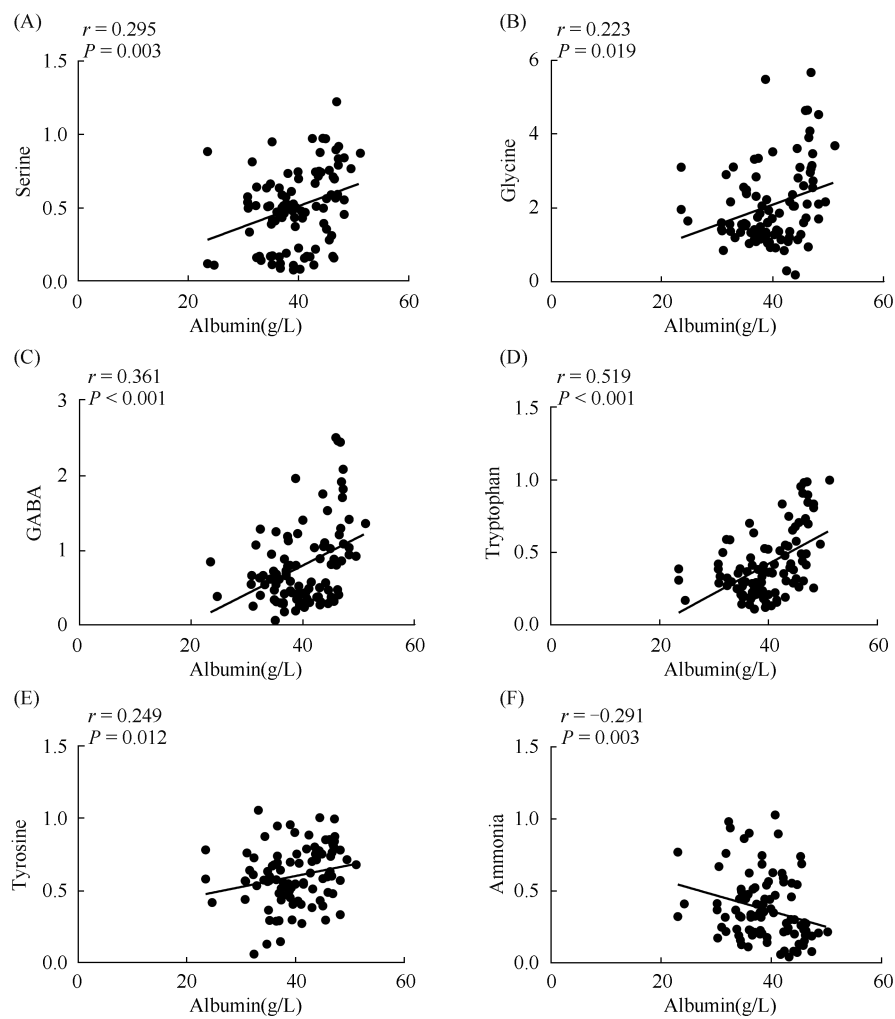 (A)
r = 0.295
P = 0.003
1.5
1.0
0.5
0.0
Serine
0 20 40 60
Albumin(g/L)
(B)
r = 0.223
P = 0.019
6
4
2
0
Glycine
0 20 40 60
Albumin(g/L)
(C)
r = 0.361
P < 0.001
3
2
1
0
GABA
0 20 40 60
Albumin(g/L)
(D)
r = 0.519
P < 0.001
1.5
1.0
0.5
0.0
Tryptophan
0 20 40 60
Albumin(g/L)
(E)
r = 0.249
P = 0.012
1.5
1.0
0.5
0.0
Tyrosine
0 20 40 60
Albumin(g/L)
(F)
r = −0.291
P = 0.003
1.5
1.0
0.5
0.0
Ammonia
0 20 40 60
Albumin(g/L)